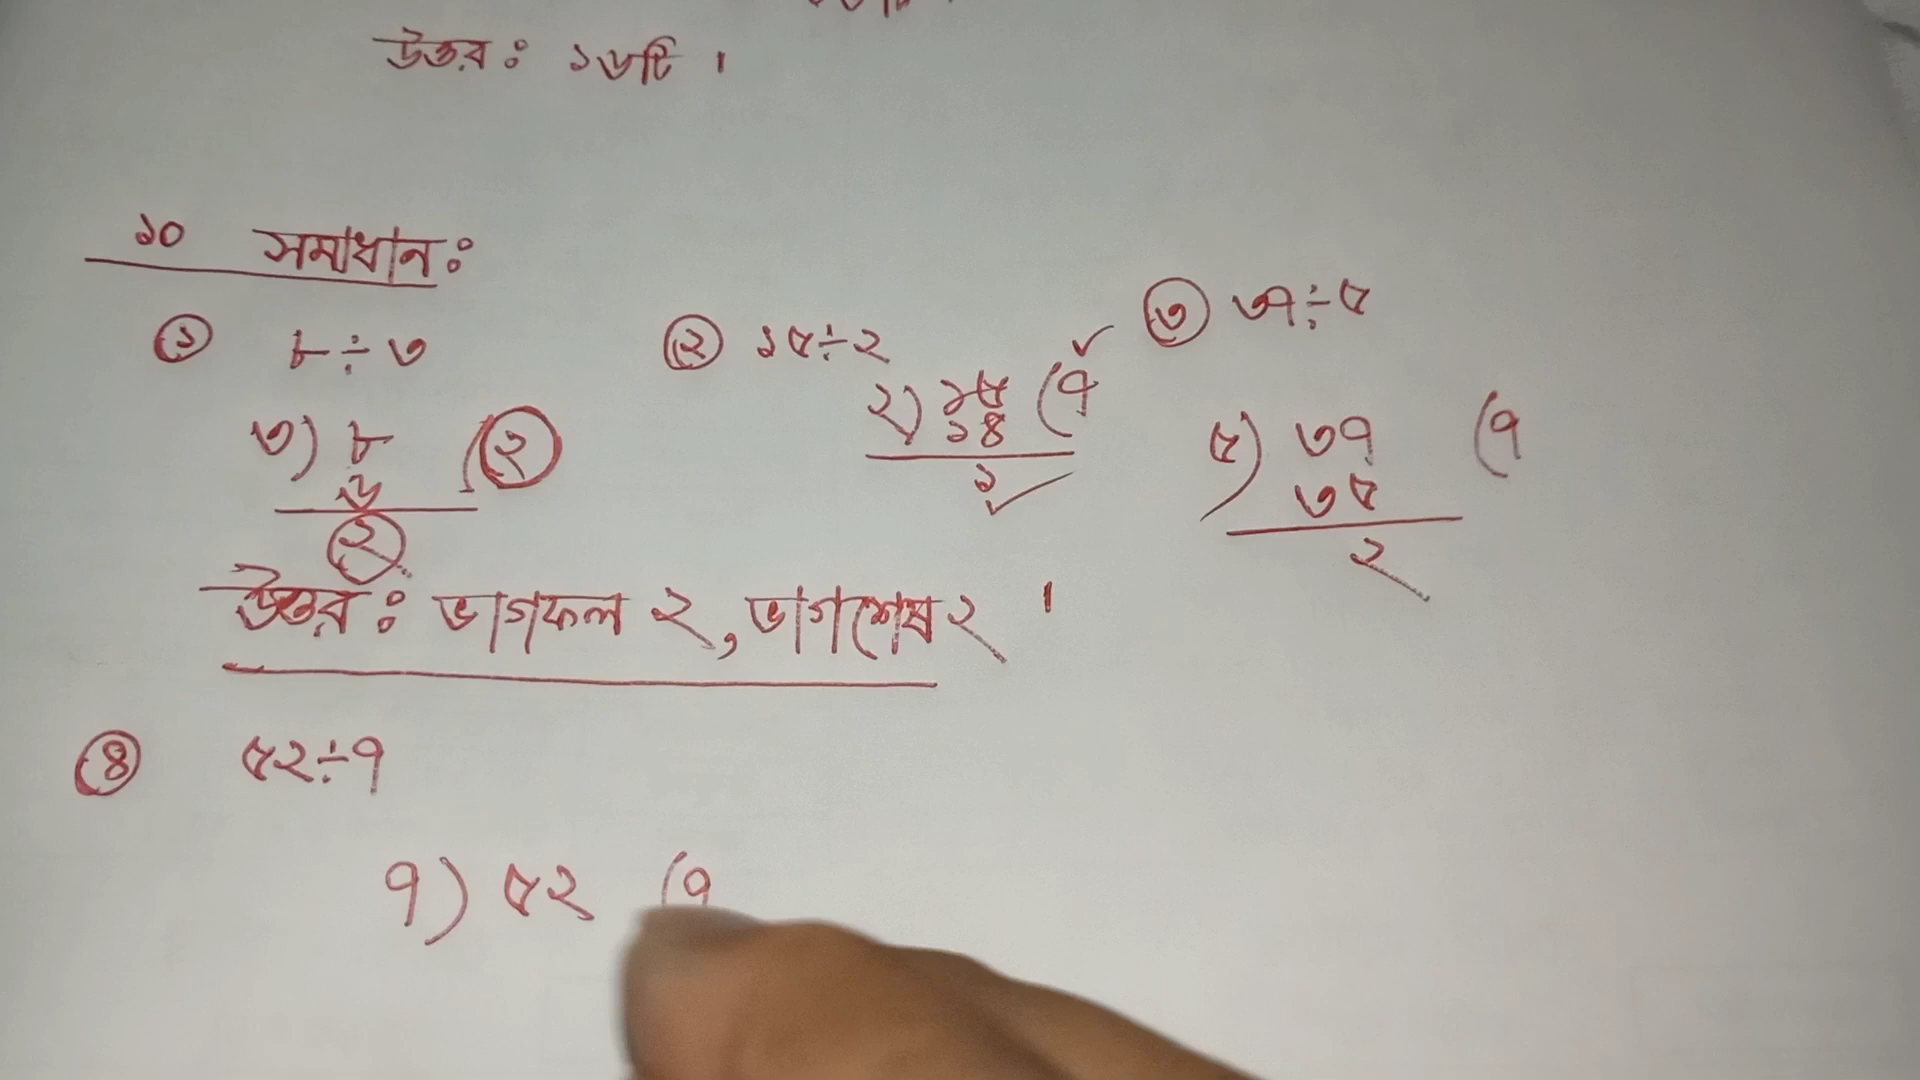 উত্তর ঃ ১৬টি ।
১০ সমাধান ঃ
① ৮ ÷ ৩
৩) ৮ (২
৬
২
উত্তর ঃ ভাগফল ২, ভাগশেষ ২ ।
② ১৫ ÷ ২
২) ১৫ (৭
১৪
১
③ ৩৭ ÷ ৫
৫) ৩৭ (৭
৩৫
২
④ ৫২ ÷ ৭
৭) ৫২ (৭